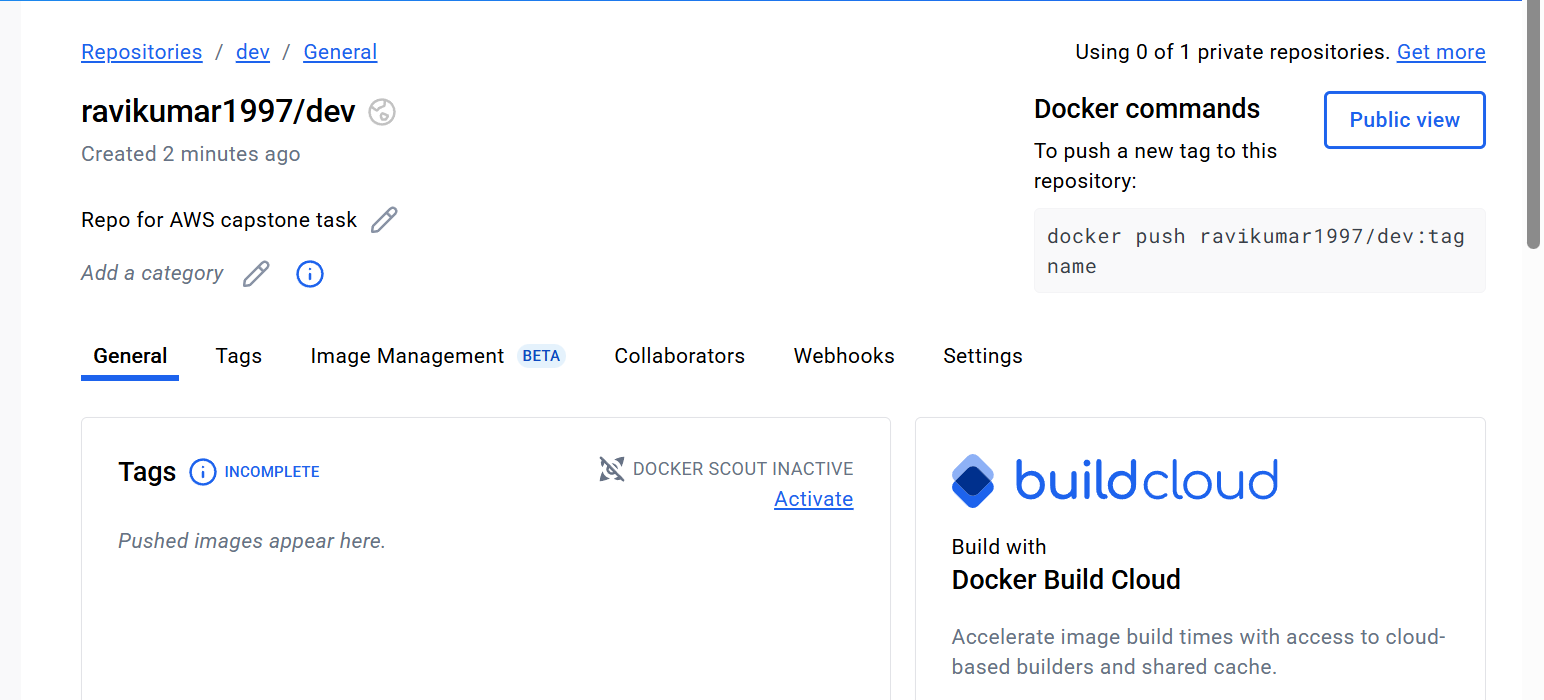 Repositories / dev / General
Using 0 of 1 private repositories. Get more
ravikumar1997/dev
Created 2 minutes ago
Repo for AWS capstone task
Add a category
Docker commands
Public view
To push a new tag to this
repository:
docker push ravikumar1997/dev:tag
name
General
Tags
Image Management BETA
Collaborators
Webhooks
Settings
Tags INCOMPLETE
DOCKER SCOUT INACTIVE
Activate
Pushed images appear here.
buildcloud
Build with
Docker Build Cloud
Accelerate image build times with access to cloud-
based builders and shared cache.